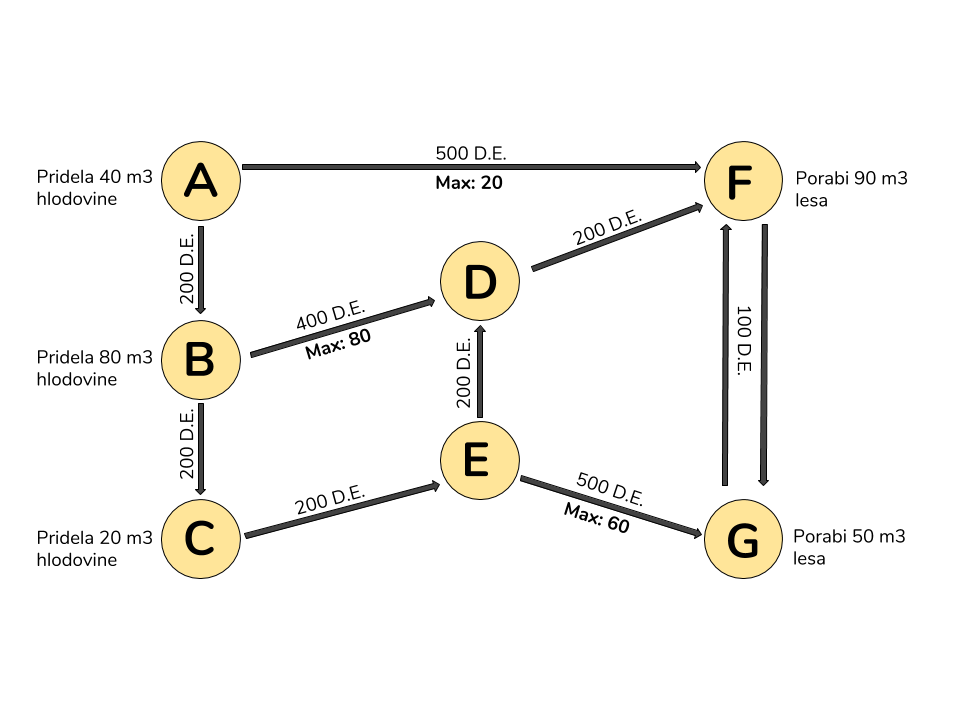 500 D.E.
Max: 20
Pridela 40 m3
hlodovine
A
F
Porabi 90 m3
lesa
200 D.E.
200 D.E.
D
400 D.E.
Max: 80
100 D.E.
Pridela 80 m3
hlodovine
B
200 D.E.
200 D.E.
E
200 D.E.
500 D.E.
Max: 60
Pridela 20 m3
hlodovine
C
G
Porabi 50 m3
lesa